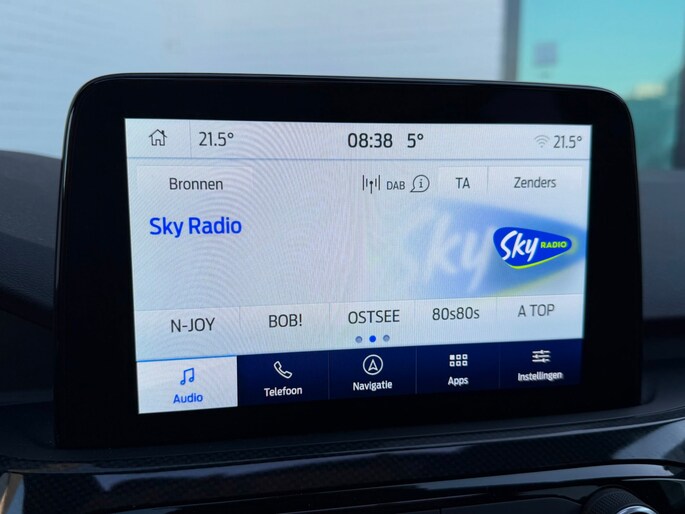 21.5° 08:38 5° 21.5°
Bronnen DAB TA Zenders
Sky Radio
Sky RADIO
N-JOY BOB! OSTSEE 80s80s A TOP
Audio Telefoon Navigatie Apps Instellingen